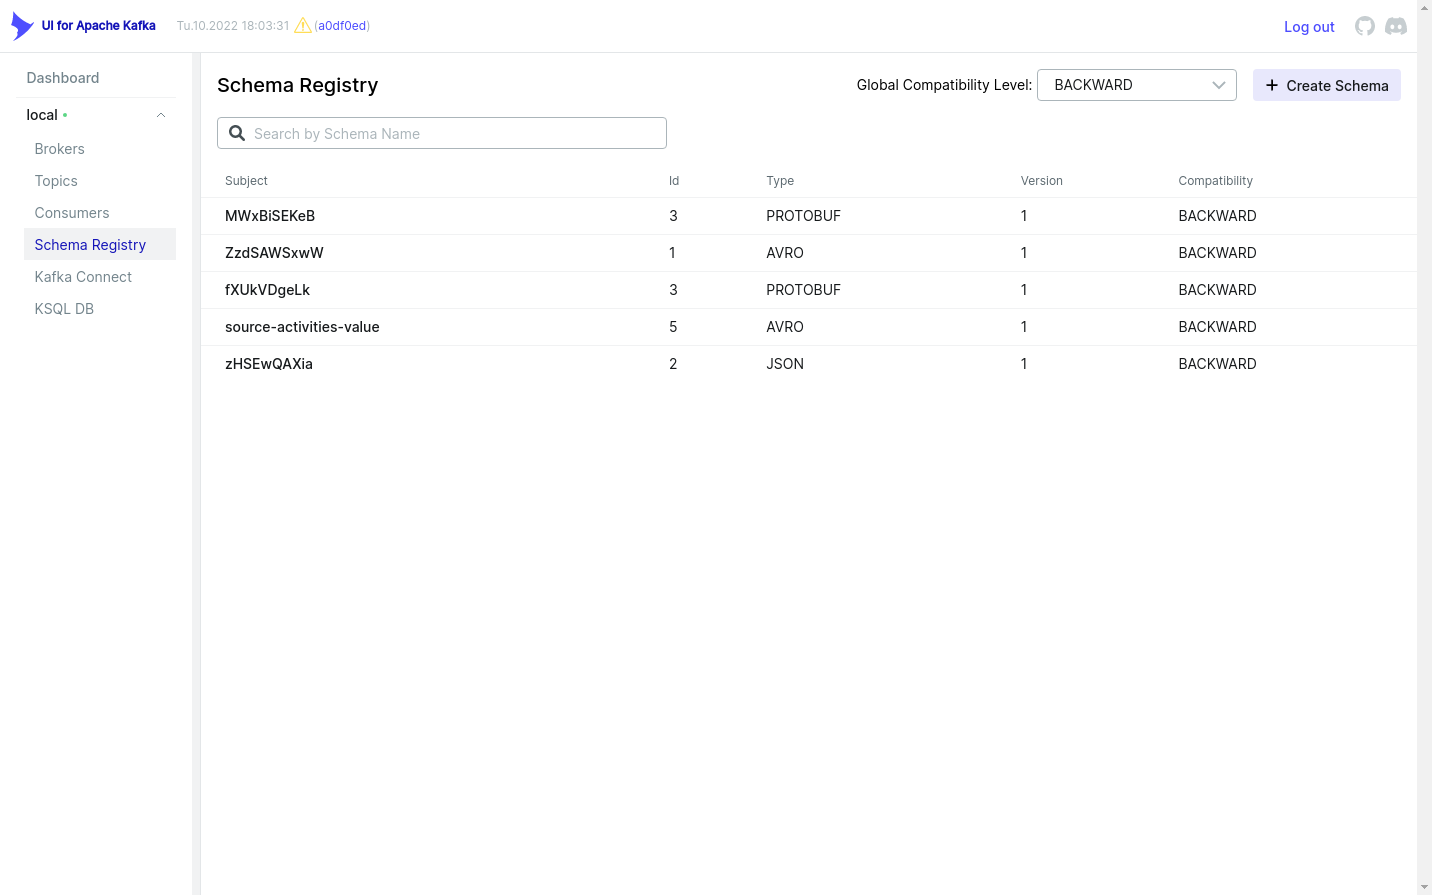 UI for Apache Kafka Tu.10.2022 18:03:31 (a0df0ed) Log out
Dashboard
local
Brokers
Topics
Consumers
Schema Registry
Kafka Connect
KSQL DB
Schema Registry Global Compatibility Level: BACKWARD Create Schema
Search by Schema Name
Subject Id Type Version Compatibility
MWxBiSEKeB 3 PROTOBUF 1 BACKWARD
ZzdSAWSxwW 1 AVRO 1 BACKWARD
fXUkVDgeLk 3 PROTOBUF 1 BACKWARD
source-activities-value 5 AVRO 1 BACKWARD
zHSEwQAXia 2 JSON 1 BACKWARD